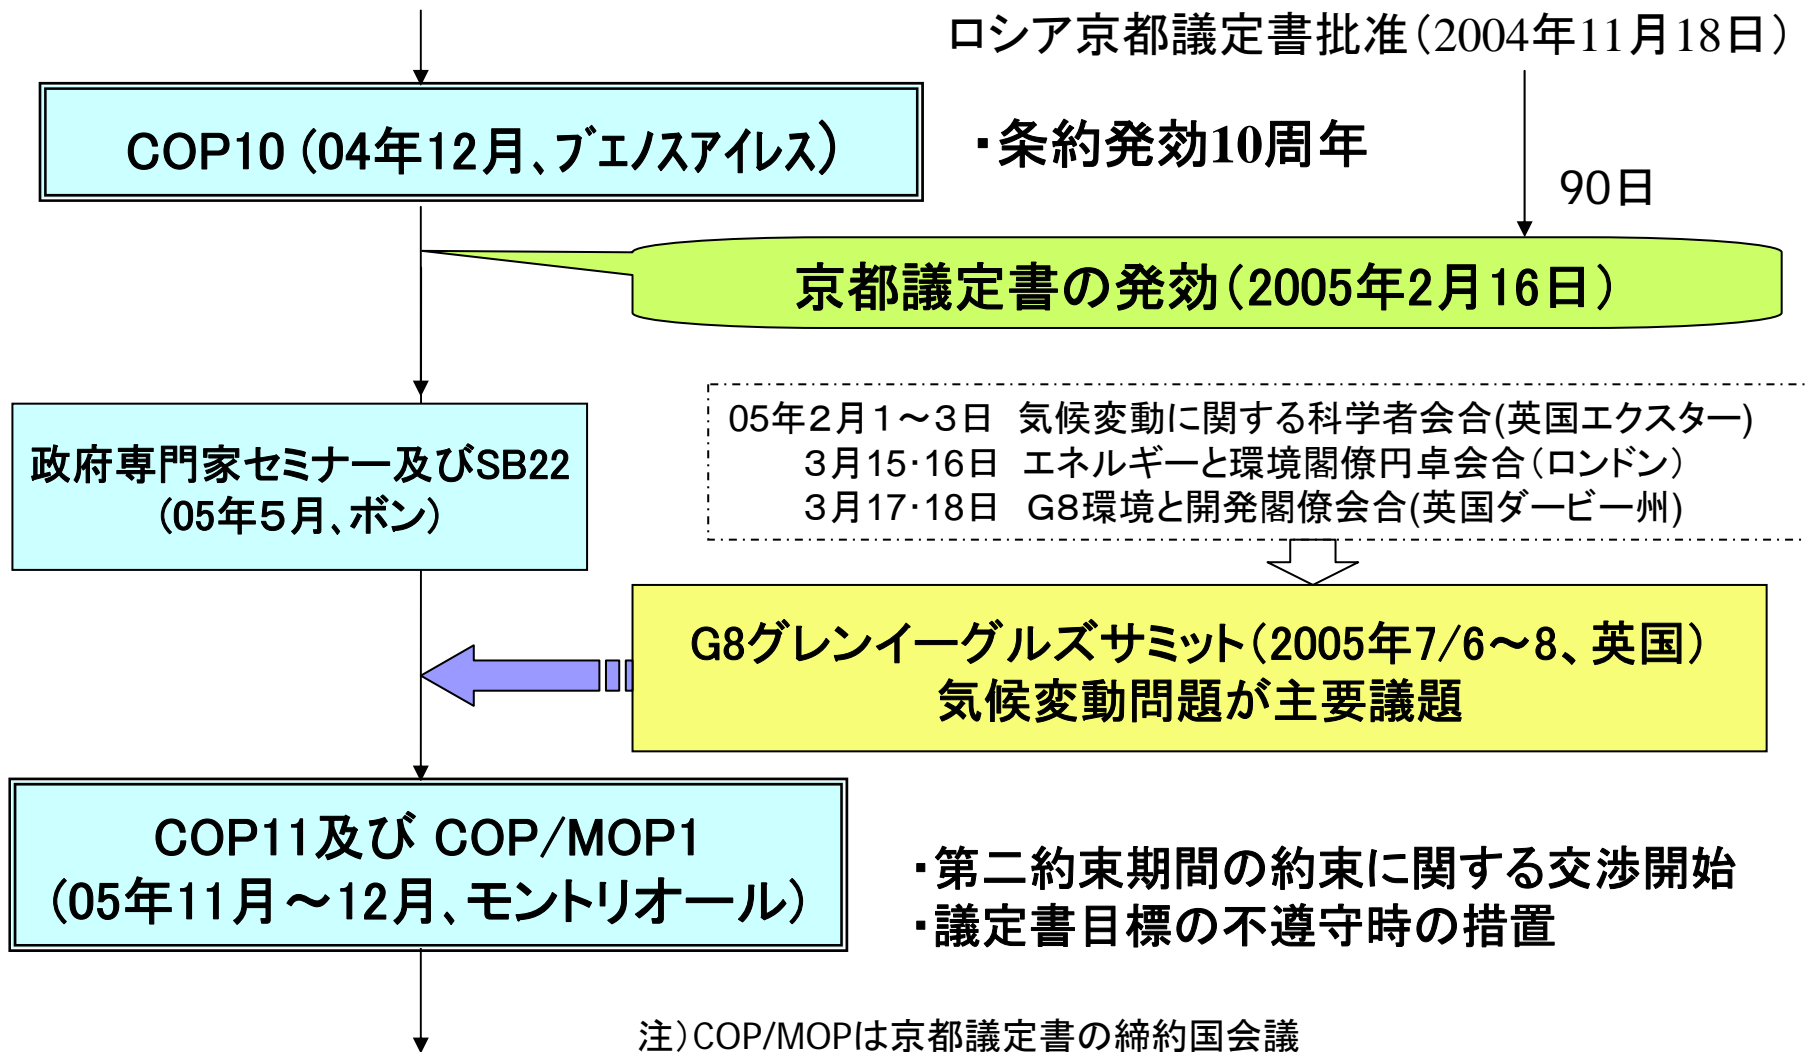 ロシア京都議定書批准(2004年11月18日)
COP10 (04年12月、ブエノスアイレス)
・条約発効10周年
90日
京都議定書の発効(2005年2月16日)
05年2月1~3日 気候変動に関する科学者会合(英国エクスター)
3月15・16日 エネルギーと環境閣僚円卓会合(ロンドン)
3月17・18日 G8環境と開発閣僚会合(英国ダービー州)
政府専門家セミナー及びSB22
(05年5月、ボン)
G8グレンイーグルズサミット(2005年7/6~8、英国)
気候変動問題が主要議題
COP11及び COP/MOP1
(05年11月~12月、モントリオール)
・第二約束期間の約束に関する交渉開始
・議定書目標の不遵守時の措置
注)COP/MOPは京都議定書の締約国会議